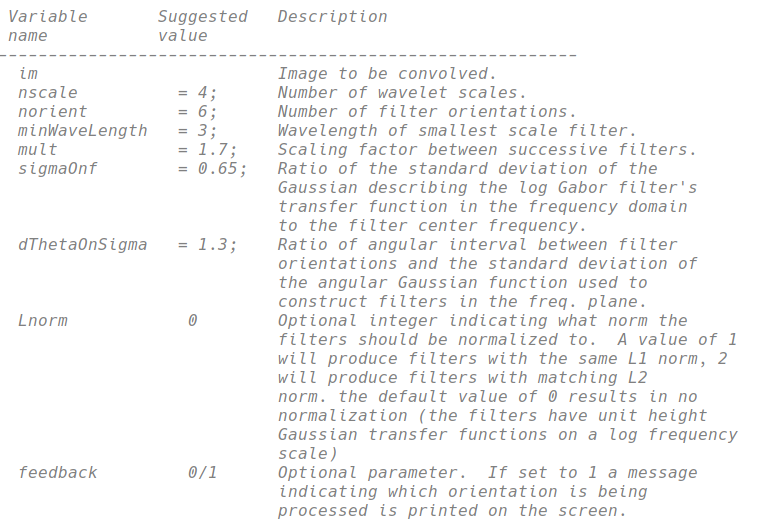 Variable       Suggested   Description
name           value
----------------------------------------------------------
 im                        Image to be convolved.
 nscale          = 4;      Number of wavelet scales.
 norient         = 6;      Number of filter orientations.
 minWaveLength   = 3;      Wavelength of smallest scale filter.
 mult            = 1.7;    Scaling factor between successive filters.
 sigmaOnf        = 0.65;   Ratio of the standard deviation of the
                           Gaussian describing the log Gabor filter's
                           transfer function in the frequency domain
                           to the filter center frequency.
 dThetaOnSigma   = 1.3;    Ratio of angular interval between filter
                           orientations and the standard deviation of
                           the angular Gaussian function used to
                           construct filters in the freq. plane.
 Lnorm            0        Optional integer indicating what norm the
                           filters should be normalized to.  A value of 1
                           will produce filters with the same L1 norm, 2
                           will produce filters with matching L2
                           norm. the default value of 0 results in no
                           normalization (the filters have unit height
                           Gaussian transfer functions on a log frequency
                           scale)
 feedback         0/1      Optional parameter.  If set to 1 a message
                           indicating which orientation is being
                           processed is printed on the screen.